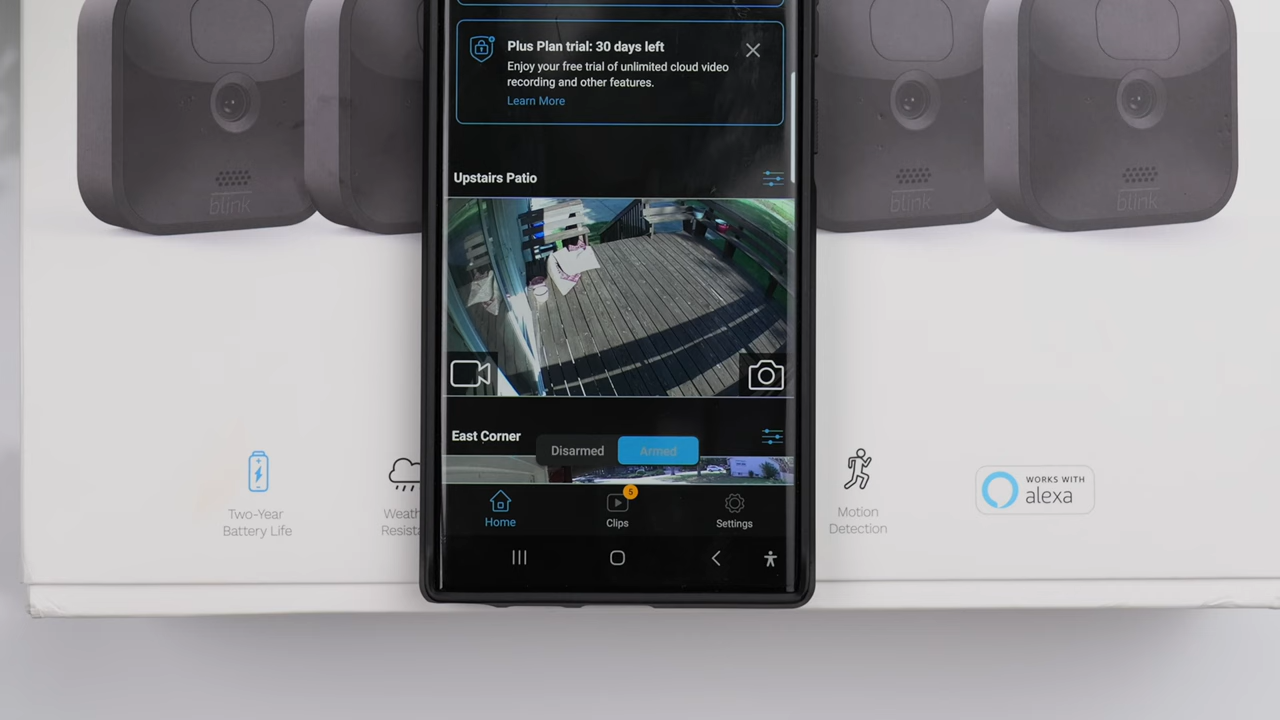 Plus Plan trial: 30 days left
Enjoy your free trial of unlimited cloud video
recording and other features.
Learn More
blink
blink
blink
Upstairs Patio
East Corner
Disarmed
Armed
Two-Year
Battery Life
5
Home
Clips
Settings
Motion
Detection
WORKS WITH
alexa